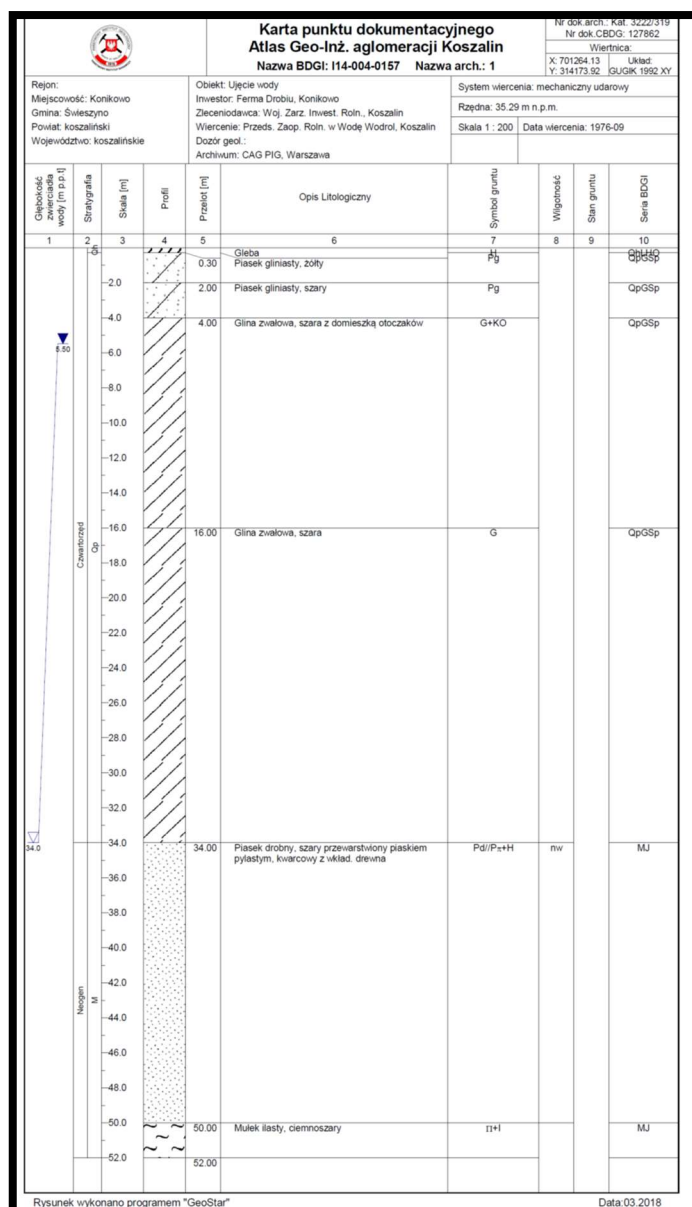 Karta punktu dokumentacyjnego
Atlas Geo-Inż. aglomeracji Koszalin
Nazwa BDGI: I14-004-0157 Nazwa arch.: 1
Nr dok.arch.: Kat. 3222/319
Nr dok.CBDG: 127862
Wiertnica:
X: 701264.13
Y: 314173.92
Układ:
GUGIK 1992 XY
Rejon:
Miejscowość: Konikowo
Gmina: Świeszyno
Powiat: koszaliński
Województwo: koszalińskie
Obiekt: Ujęcie wody
Inwestor: Ferma Drobiu, Konikowo
Zleceniodawca: Woj. Zarz. Inwest. Roln., Koszalin
Wiercenie: Przeds. Zaop. Roln. w Wodę Wodrol, Koszalin
Dozór geol.:
Archiwum: CAG PIG, Warszawa
System wiercenia: mechaniczny udarowy
Rzędna: 35.29 m n.p.m.
Skala 1 : 200 Data wiercenia: 1976-09
Głębokość
zwierciadła
wody [m p.p.t]
Stratygrafia
Skala [m]
Profil
Przelot [m]
Opis Litologiczny
Symbol gruntu
Wilgotność
Stan gruntu
Seria BDGI
1 2 3 4 5 6 7 8 9 10
Qh Gleba H QhLHO
0.30 Piasek gliniasty, żółty Pg QpGSp
2.0 2.00 Piasek gliniasty, szary Pg QpGSp
4.0 4.00 Glina zwałowa, szara z domieszką otoczaków G+KO QpGSp
5.50
6.0
8.0
10.0
12.0
14.0
16.0 16.00 Glina zwałowa, szara G QpGSp
Czwartorzęd
Qp
18.0
20.0
22.0
24.0
26.0
28.0
30.0
32.0
34.0 34.0 34.00 Piasek drobny, szary przewarstwiony piaskiem Pd//Pπ+H nw MJ
pylastym, kwarcowy z wkład. drewna
36.0
38.0
40.0
42.0
Neogen
M
44.0
46.0
48.0
50.0 50.00 Mułek ilasty, ciemnoszary Π+I MJ
52.0 52.00
Rysunek wykonano programem "GeoStar" Data:03.2018